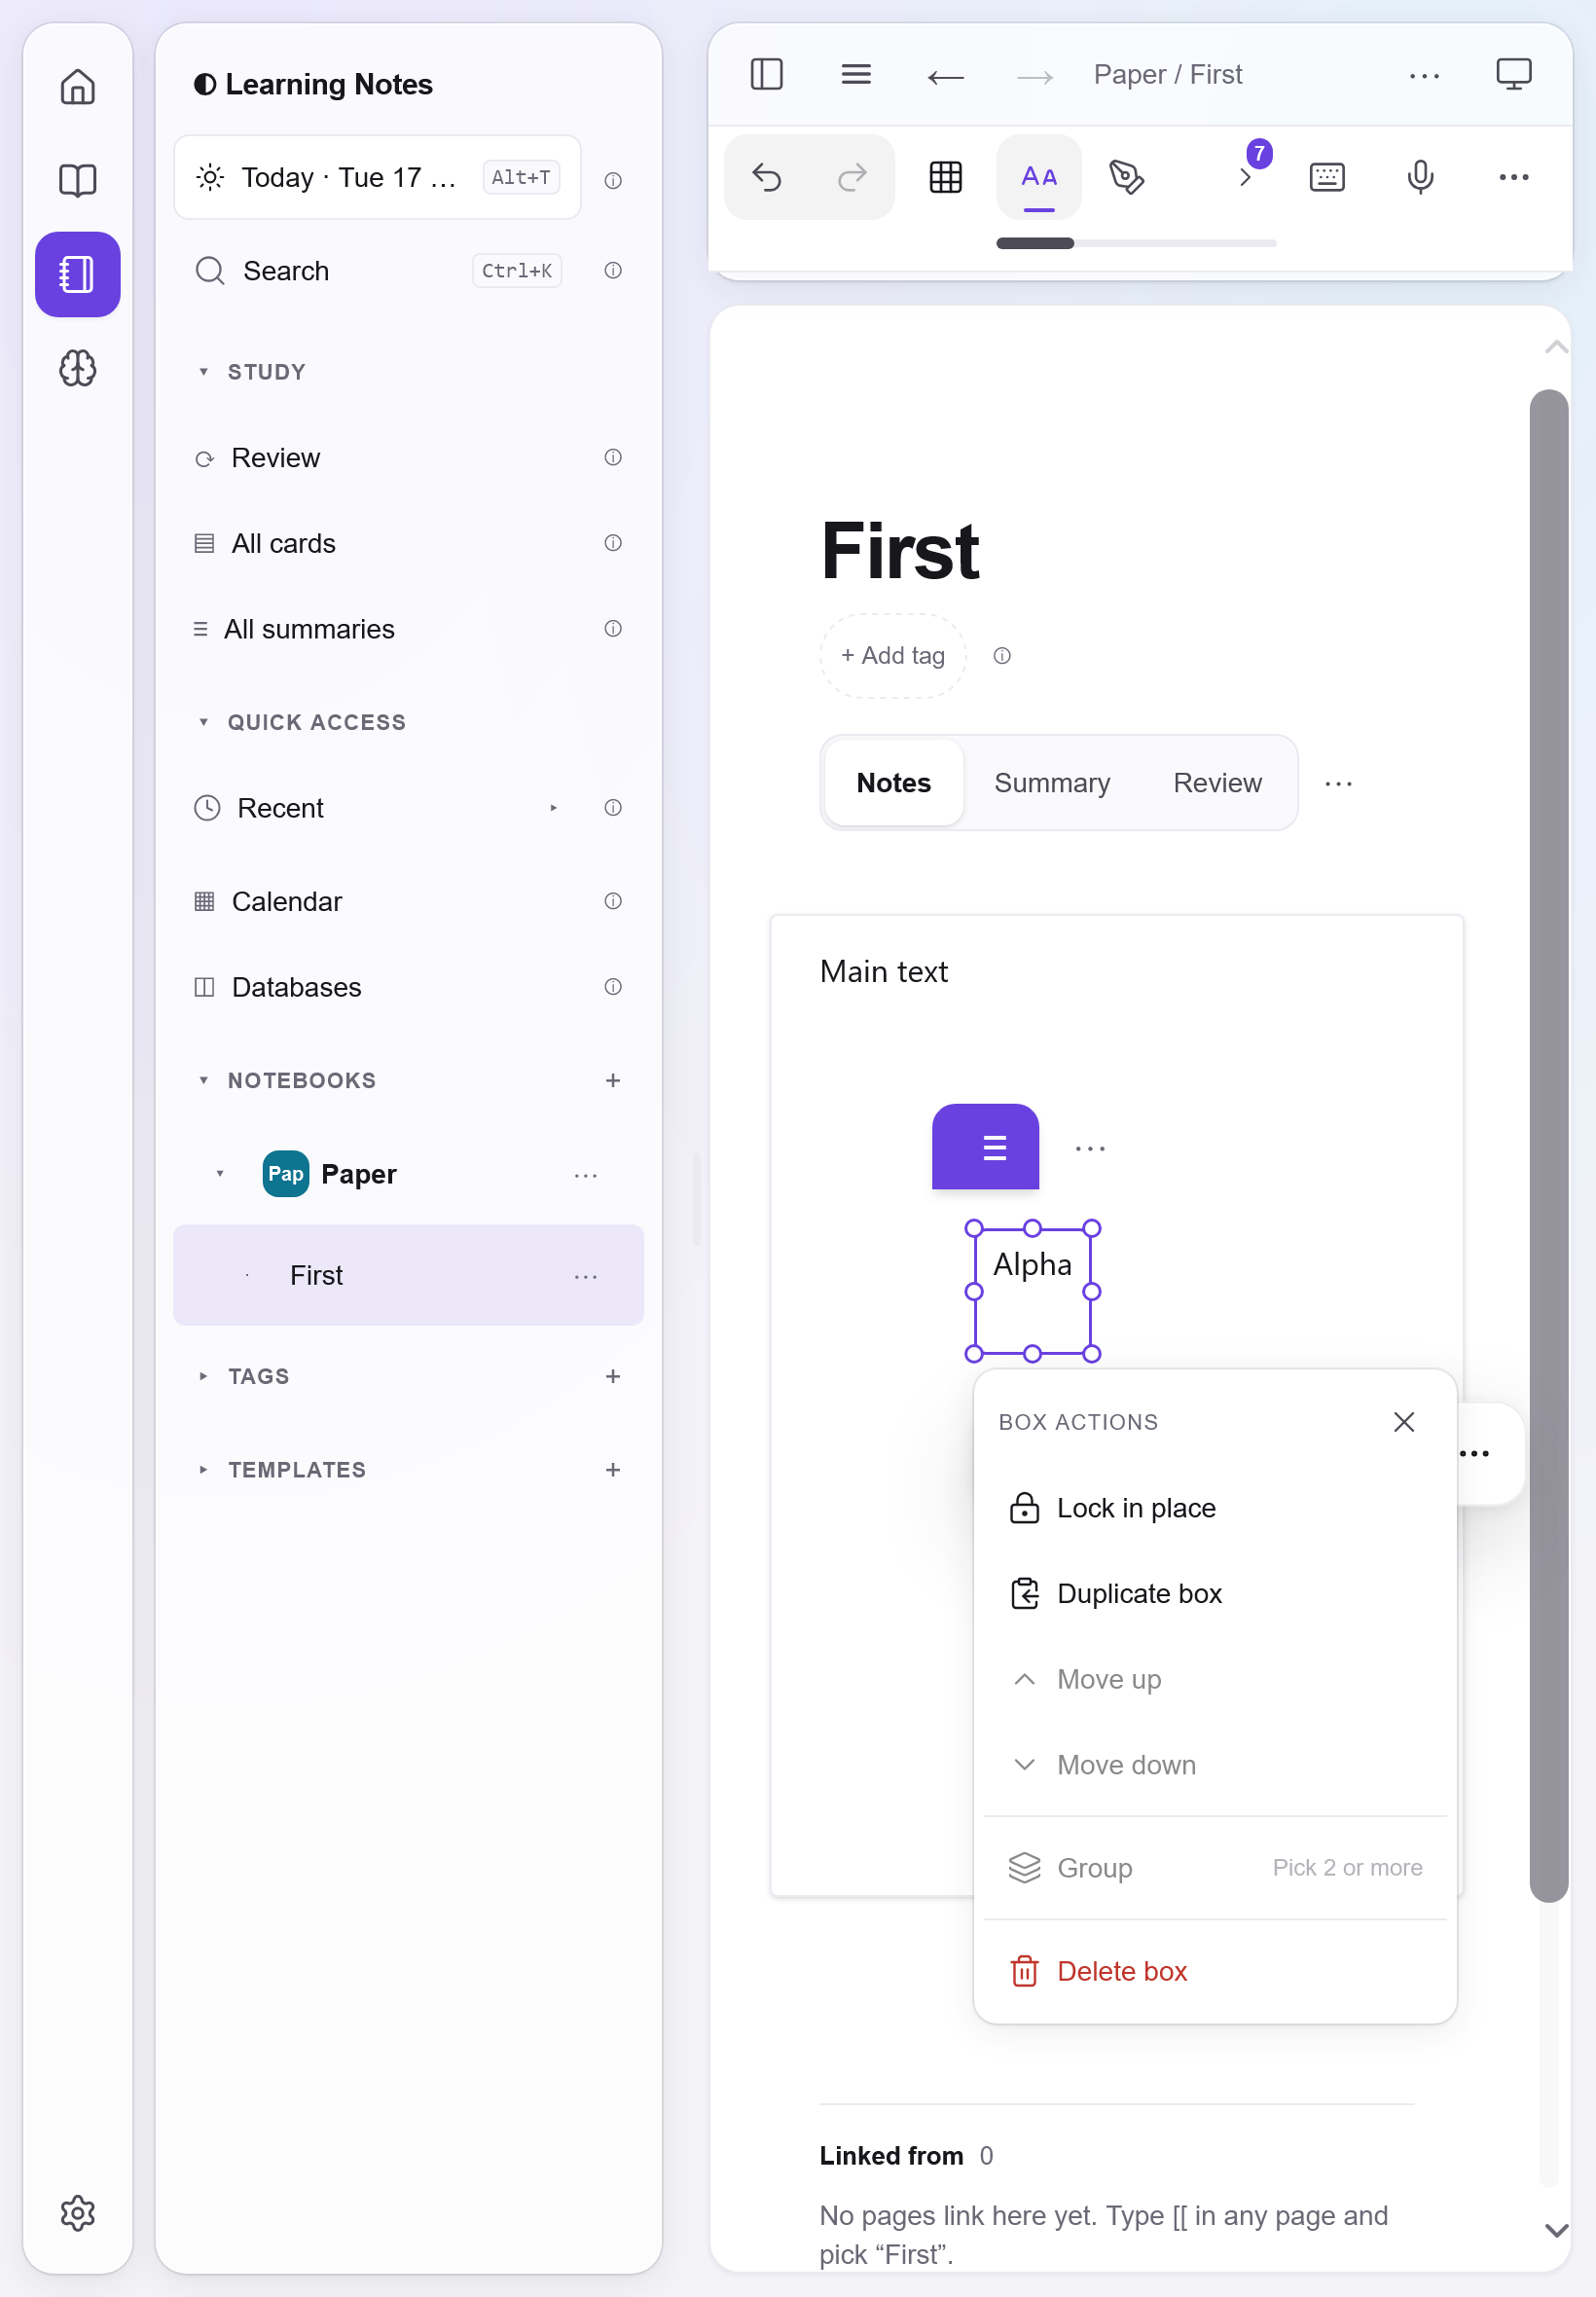 Learning Notes
Today · Tue 17 … Alt+T
Search Ctrl+K
STUDY
Review
All cards
All summaries
QUICK ACCESS
Recent
Calendar
Databases
NOTEBOOKS +
Pap Paper ...
First ...
TAGS +
TEMPLATES +
Paper / First ...
AA
7
First
+ Add tag
Notes Summary Review ...
Main text
Alpha
BOX ACTIONS
Lock in place
Duplicate box
Move up
Move down
Group Pick 2 or more
Delete box
Linked from 0
No pages link here yet. Type [[ in any page and
pick “First”.